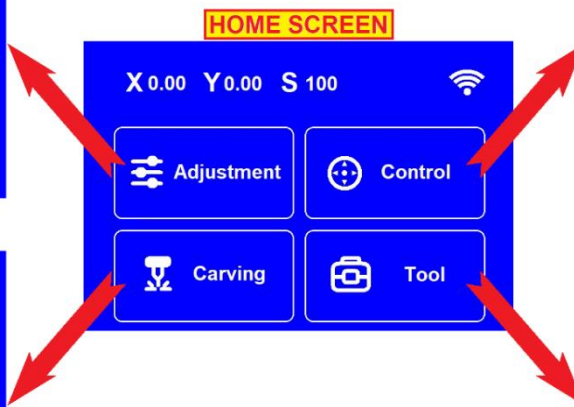 HOME SCREEN
X 0.00 Y 0.00 S 100
Adjustment
Control
Carving
Tool